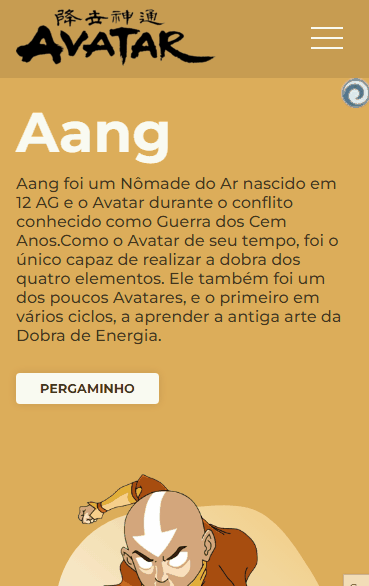 降去神通
AVATAR
Aang
Aang foi um Nômade do Ar nascido em
12 AG e o Avatar durante o conflito
conhecido como Guerra dos Cem
Anos.Como o Avatar de seu tempo, foi o
único capaz de realizar a dobra dos
quatro elementos. Ele também foi um
dos poucos Avatares, e o primeiro em
vários ciclos, a aprender a antiga arte da
Dobra de Energia.
PERGAMINHO